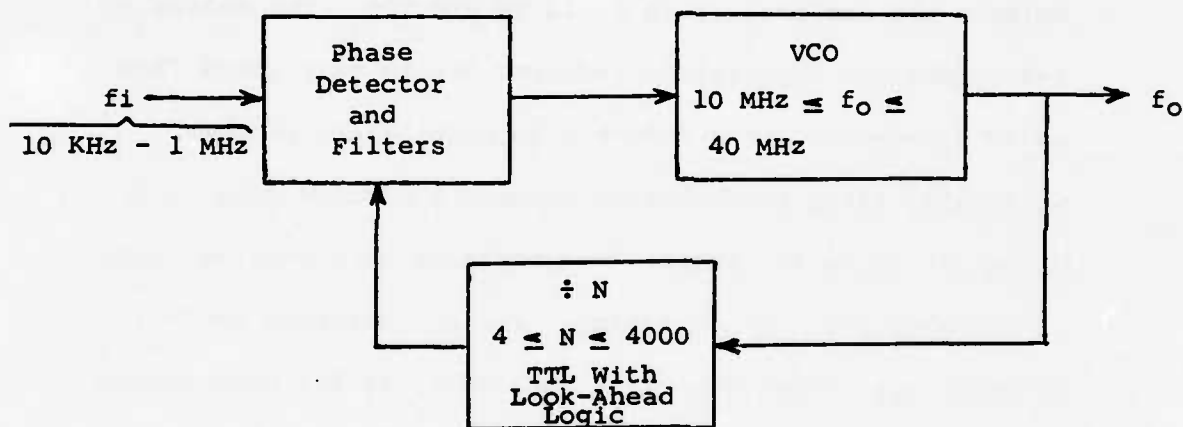 Phase
Detector
and
Filters
fi
10 KHz - 1 MHz
VCO
10 MHz ≤ fO ≤
40 MHz
fO
÷ N
4 ≤ N ≤ 4000
TTL With
Look-Ahead
Logic